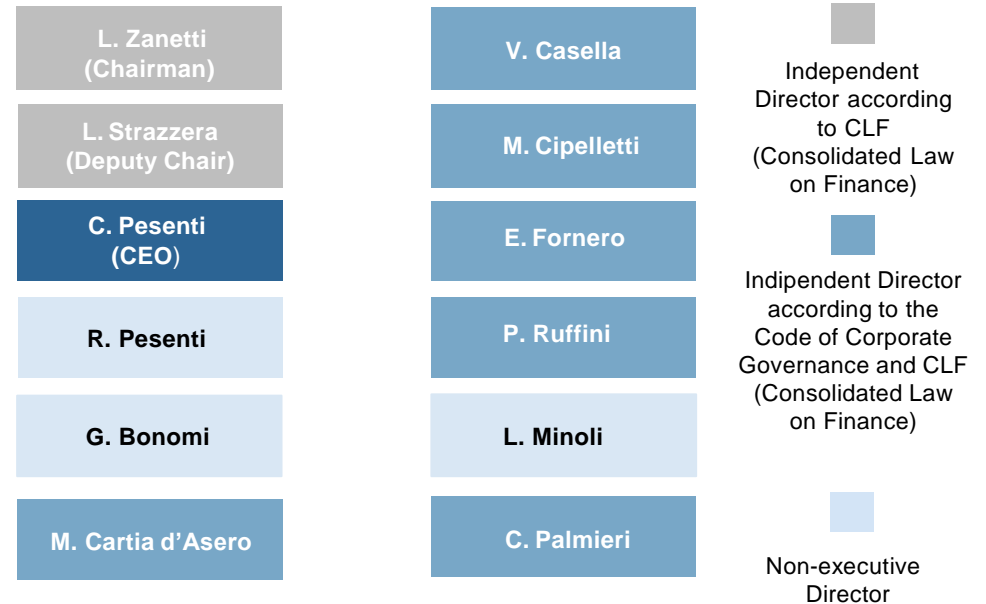 L. Zanetti
(Chairman)
L. Strazzera
(Deputy Chair)
C. Pesenti
(CEO)
R. Pesenti
G. Bonomi
M. Cartia d’Asero
V. Casella
M. Cipelletti
E. Fornero
P. Ruffini
L. Minoli
C. Palmieri
Independent
Director according
to CLF
(Consolidated Law
on Finance)
Indipendent Director
according to the
Code of Corporate
Governance and CLF
(Consolidated Law
on Finance)
Non-executive
Director